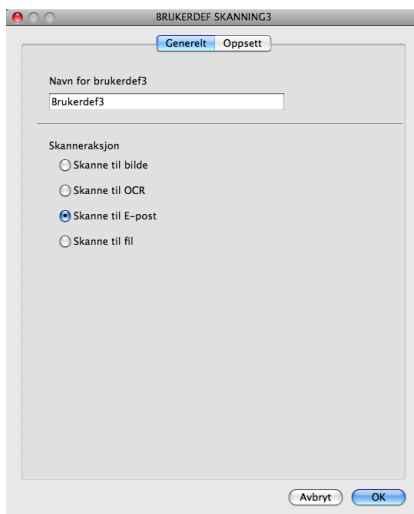 BRUKERDEF SKANNING3
Generelt Oppsett
Navn for brukerdef3
Brukerdef3
Skanneraksjon
Skanne til bilde
Skanne til OCR
Skanne til E-post
Skanne til fil
Avbryt OK